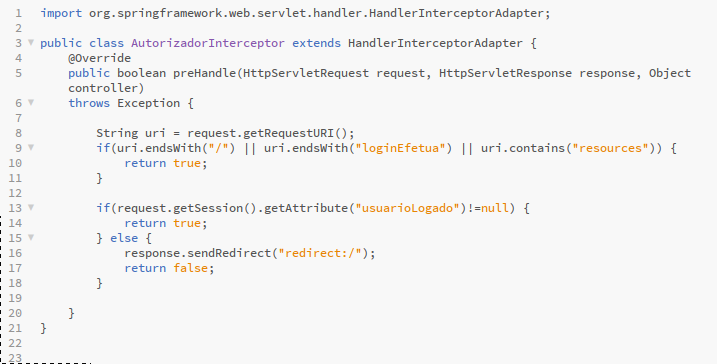 1 import org.springframework.web.servlet.handler.HandlerInterceptorAdapter;
2
3 public class AutorizadorInterceptor extends HandlerInterceptorAdapter {
4     @Override
5     public boolean preHandle(HttpServletRequest request, HttpServletResponse response, Object
    controller)
6     throws Exception {
7
8         String uri = request.getRequestURI();
9         if(uri.endsWith("/") || uri.endsWith("loginEfetua") || uri.contains("resources")) {
10             return true;
11         }
12
13         if(request.getSession().getAttribute("usuarioLogado")!=null) {
14             return true;
15         } else {
16             response.sendRedirect("redirect:/");
17             return false;
18         }
19
20     }
21 }
22
23